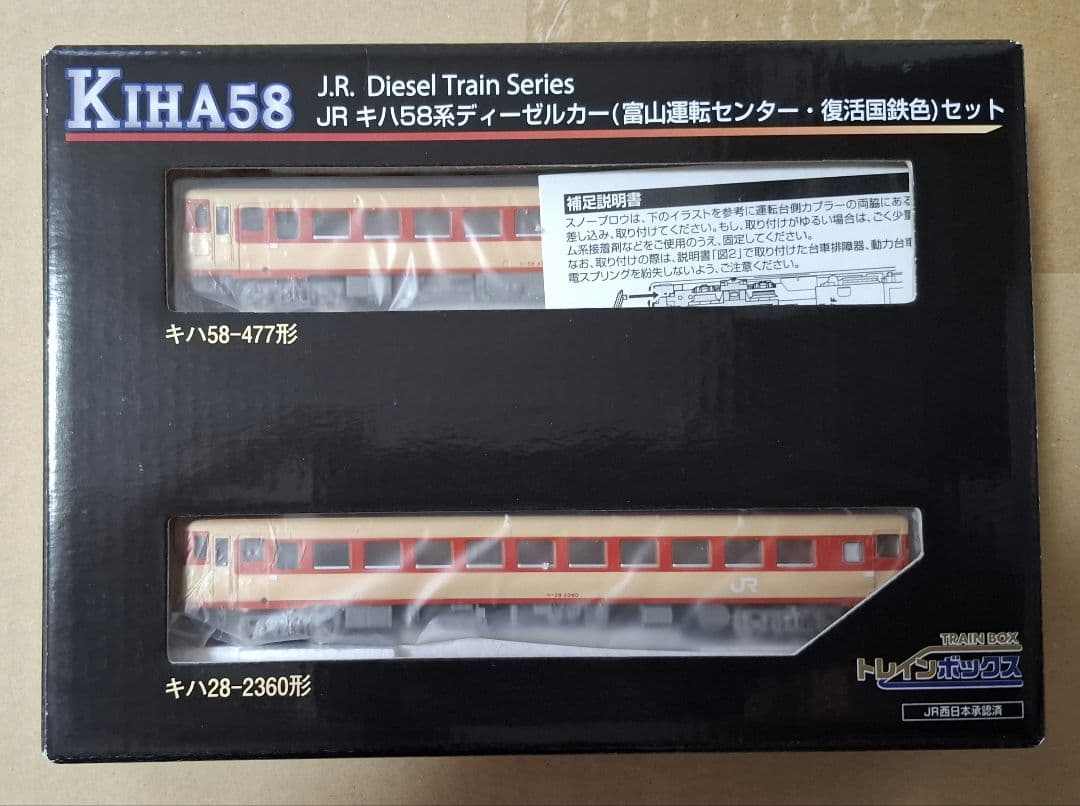 KIHA58
J.R. Diesel Train Series
JR キハ58系ディーゼルカー(富山運転センター・復活国鉄色)セット
補足説明書
スノープロウは、下のイラストを参考に運転台側カプラーの両脇にある
差し込み、取り付けてください。もし、取り付けがゆるい場合は、ごく少量
ム系接着剤などをご使用のうえ、固定してください。
なお、取り付けの際は、説明書「図2」で取り付けた台車排障器、動力台車
電スプリングを紛失しないよう、ご注意ください。
キハ58-477形
JR
キハ28 2360
キハ28-2360形
TRAIN BOX
トレインボックス
JR西日本承認済